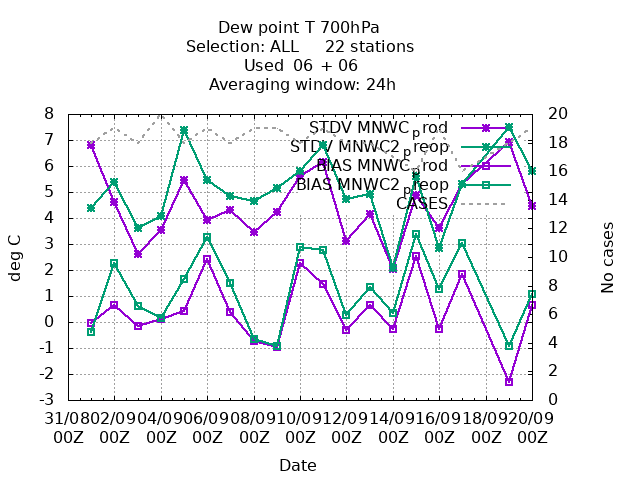 Dew point T 700hPa
Selection: ALL 22 stations
Used 06 + 06
Averaging window: 24h
STDV MNWC_prod
STDV MNWC2_preop
BIAS MNWC_prod
BIAS MNWC2_preop
CASES
8
7
6
5
4
3
2
1
0
-1
-2
-3
deg C
20
18
16
14
12
10
8
6
4
2
0
No cases
31/08 02/09 04/09 06/09 08/09 10/09 12/09 14/09 16/09 18/09 20/09
00Z 00Z 00Z 00Z 00Z 00Z 00Z 00Z 00Z 00Z 00Z
Date